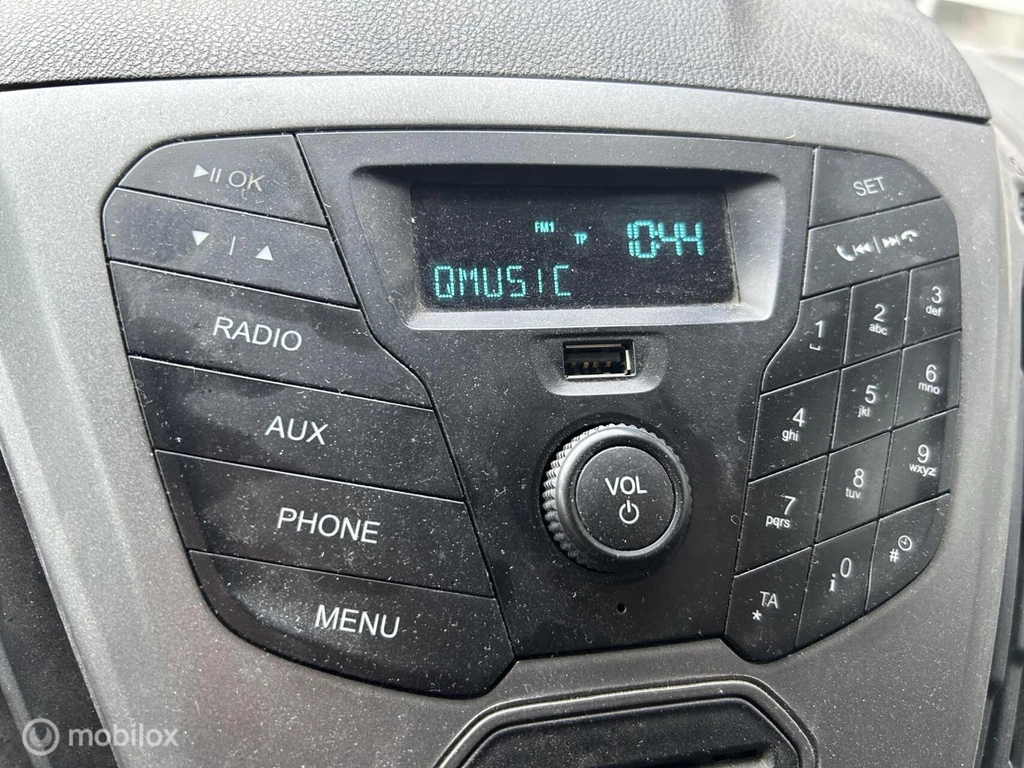 ▶II OK
▼ | ▲
RADIO
AUX
PHONE
MENU
FM1 TP 10:44
QMUSIC
VOL
SET
1
2 abc
3 def
4 ghi
5 jkl
6 mno
7 pqrs
8 tuv
9 wxyz
TA *
i 0
#
mobilox